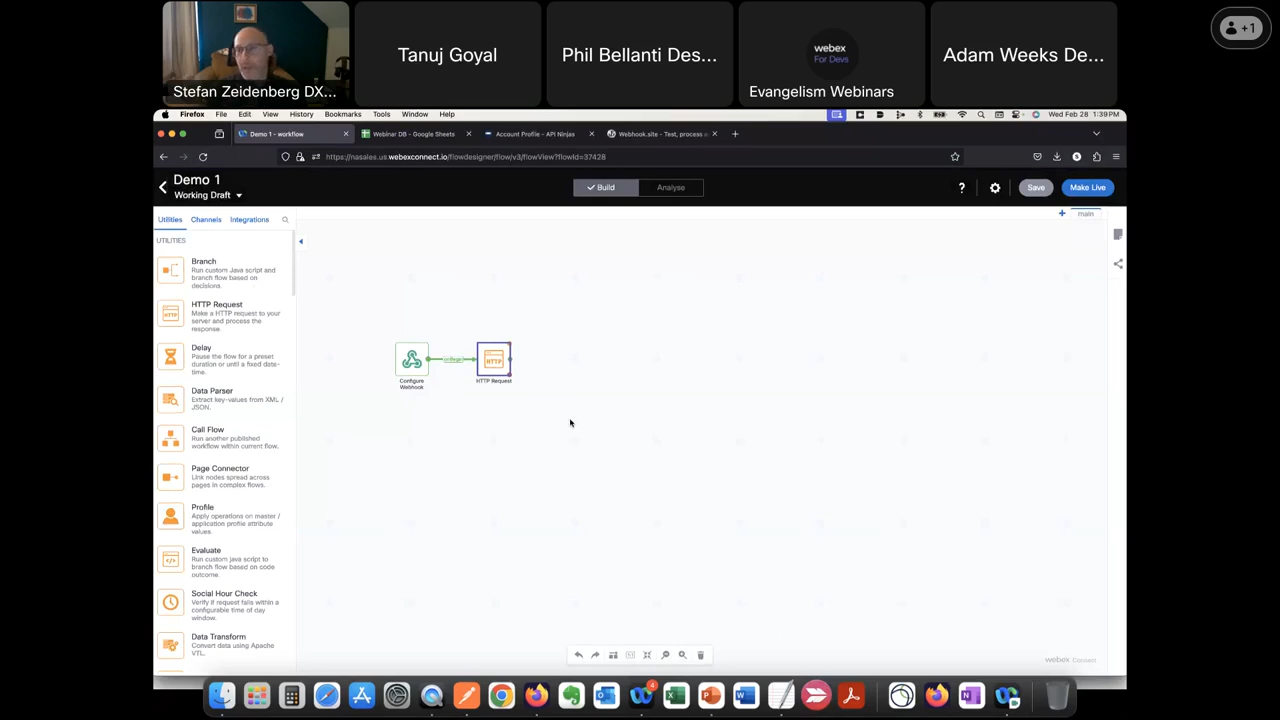 Stefan Zeidenberg DX...
Tanuj Goyal
Phil Bellanti Des...
webex
For Devs
Evangelism Webinars
Adam Weeks De...
+1
Firefox File Edit View History Bookmarks Tools Window Help
Wed Feb 28 1:39 PM
Demo 1 - workflow
Webinar DB - Google Sheets
Account Profile - API Ninjas
Webhook.site - Test, process a
https://nasales.us.webexconnect.io/flowdesigner/flow/v3/flowView?flowId=37428
Demo 1
Working Draft
Build
Analyse
?
Save
Make Live
Utilities Channels Integrations
main
UTILITIES
Branch
Run custom Java script and
branch flow based on
decisions.
HTTP Request
Make a HTTP request to your
server and process the
response.
Delay
Pause the flow for a preset
duration or until a fixed date-
time.
Data Parser
Extract key-values from XML /
JSON.
Call Flow
Run another published
workflow within current flow.
Page Connector
Link nodes spread across
pages in complex flows.
Profile
Apply operations on master /
application profile attribute
values.
Evaluate
Run custom java script to
branch flow based on code
outcome.
Social Hour Check
Verify if request falls within a
configurable time of day
window.
Data Transform
Convert data using Apache
VTL.
HTTP
Configure
Webhook
HTTP Request
webex Connect
4